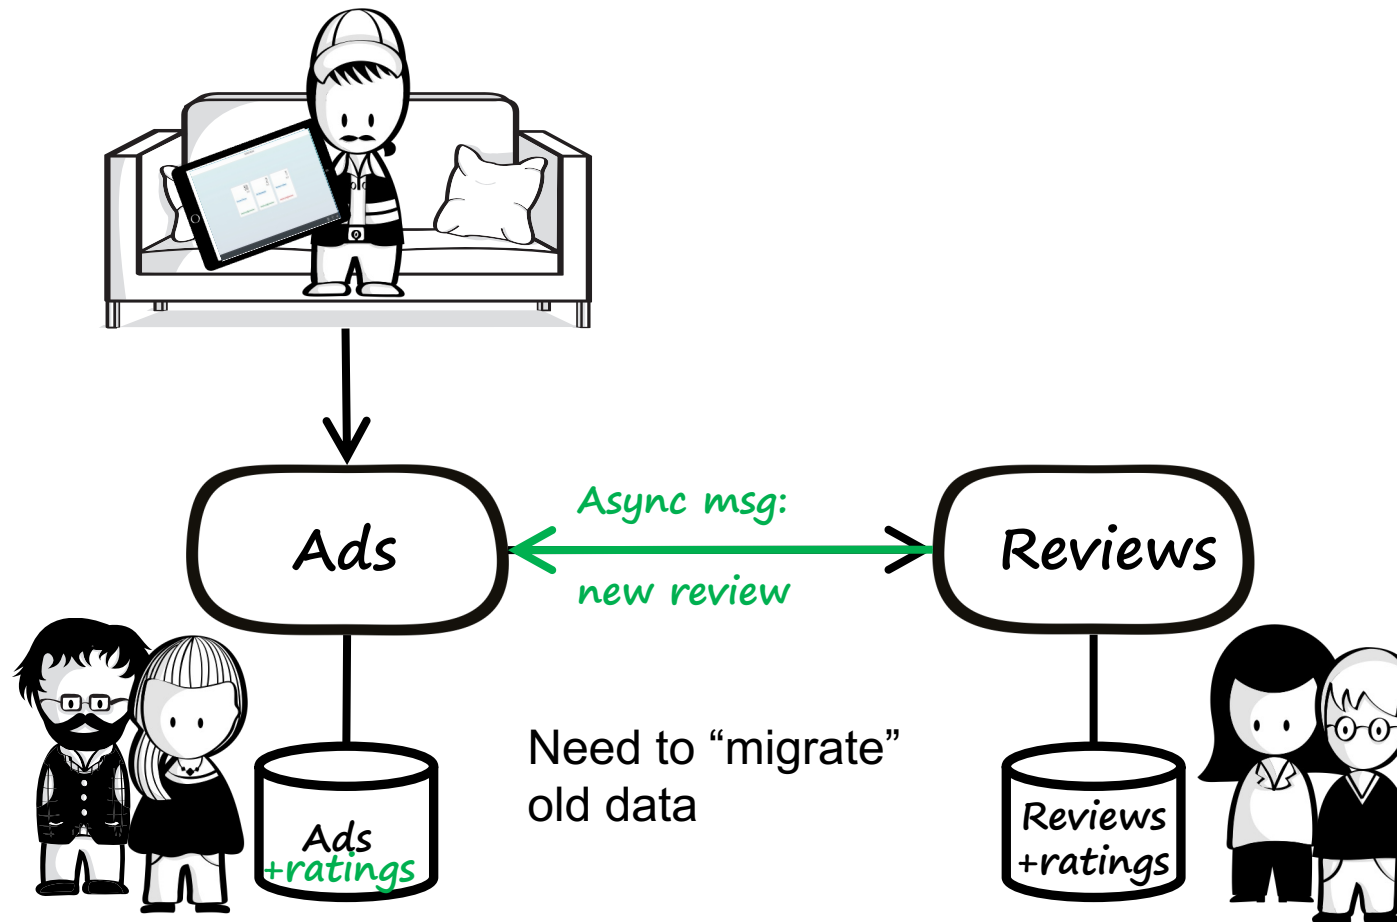 Async msg:
Ads
Reviews
new review
Need to “migrate”
old data
Ads
+ratings
Reviews
+ratings